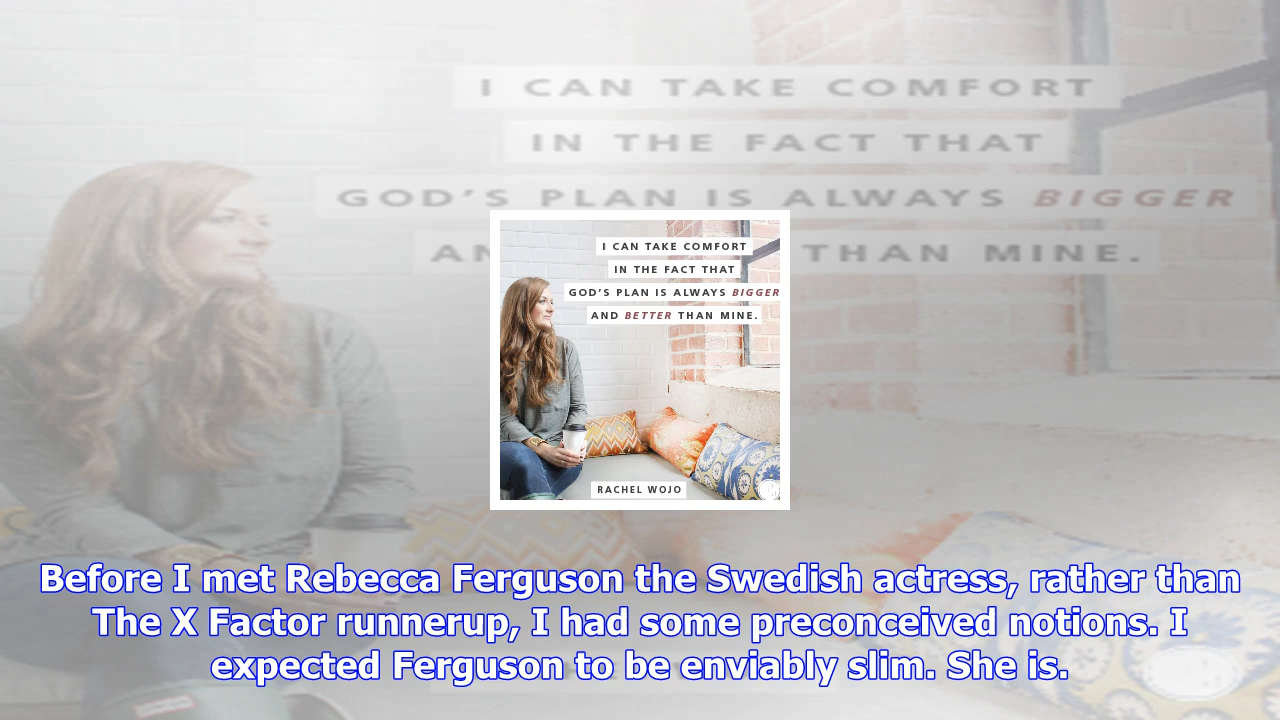 I CAN TAKE COMFORT
IN THE FACT THAT
GOD'S PLAN IS ALWAYS BIGGER
AN THAN MINE.
I CAN TAKE COMFORT
IN THE FACT THAT
GOD'S PLAN IS ALWAYS BIGGER
AND BETTER THAN MINE.
RACHEL WOJO
Before I met Rebecca Ferguson the Swedish actress, rather than
The X Factor runnerup, I had some preconceived notions. I
expected Ferguson to be enviably slim. She is.